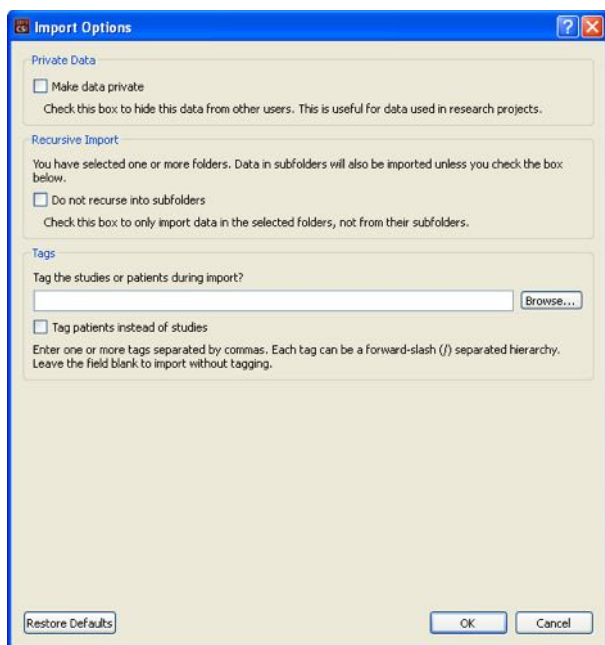 Import Options
Private Data
Make data private
Check this box to hide this data from other users. This is useful for data used in research projects.
Recursive Import
You have selected one or more folders. Data in subfolders will also be imported unless you check the box
below.
Do not recurse into subfolders
Check this box to only import data in the selected folders, not from their subfolders.
Tags
Tag the studies or patients during import?
Browse...
Tag patients instead of studies
Enter one or more tags separated by commas. Each tag can be a forward-slash (/) separated hierarchy.
Leave the field blank to import without tagging.
Restore Defaults
OK
Cancel